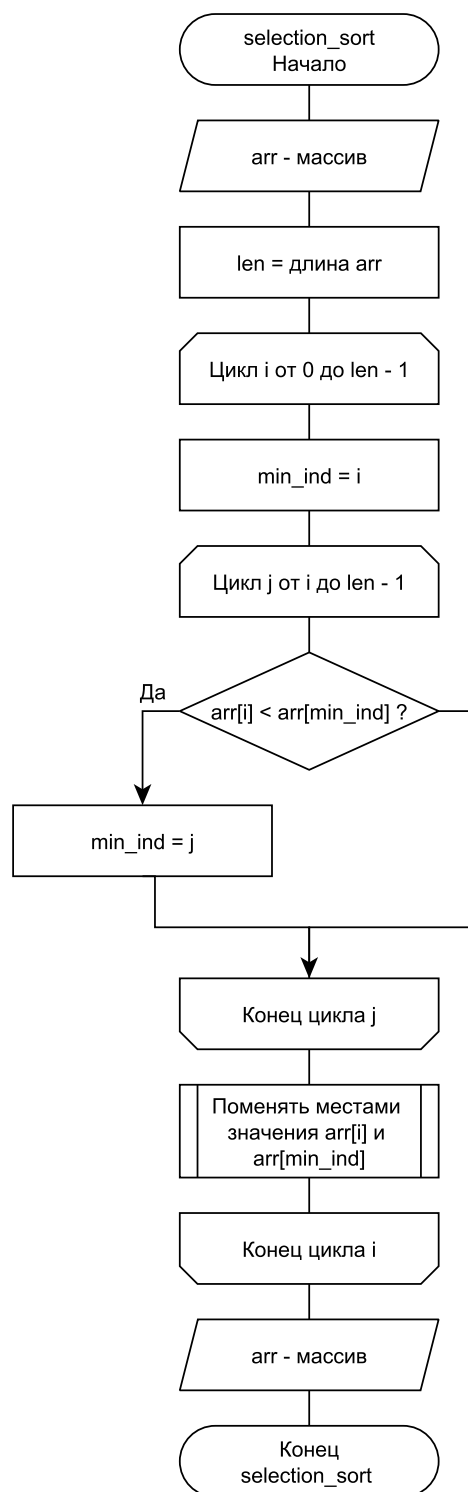 selection_sort
Начало
arr - массив
len = длина arr
Цикл i от 0 до len - 1
min_ind = i
Цикл j от i до len - 1
Да
arr[i] < arr[min_ind] ?
min_ind = j
Конец цикла j
Поменять местами
значения arr[i] и
arr[min_ind]
Конец цикла i
arr - массив
Конец
selection_sort